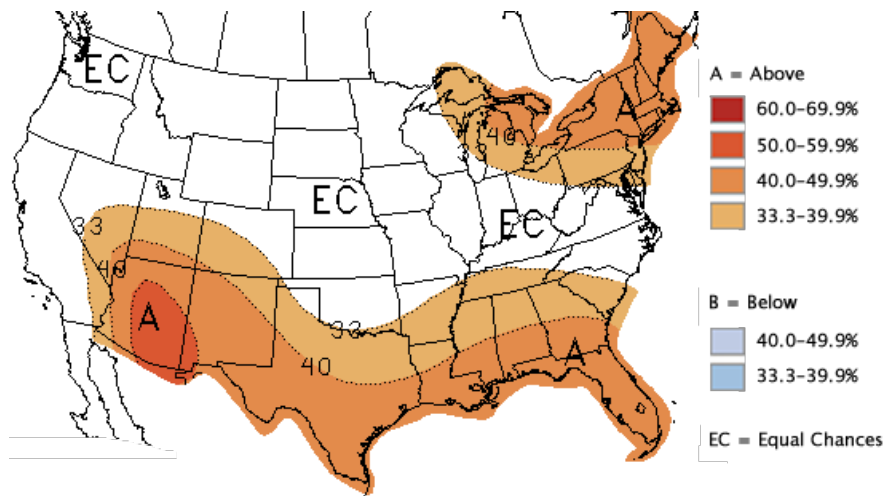 EC
A
40
EC
EC
33
40
A
33
40
A
A = Above
60.0-69.9%
50.0-59.9%
40.0-49.9%
33.3-39.9%
B = Below
40.0-49.9%
33.3-39.9%
EC = Equal Chances